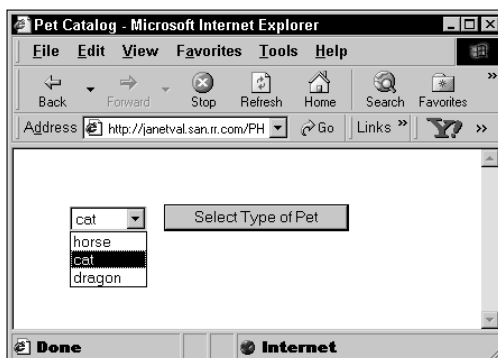 Pet Catalog - Microsoft Internet Explorer
File Edit View Favorites Tools Help
Back Forward Stop Refresh Home Search Favorites »
Address http://janetval.san.rr.com/PH Go Links » Y! »
cat Select Type of Pet
horse
cat
dragon
Done Internet